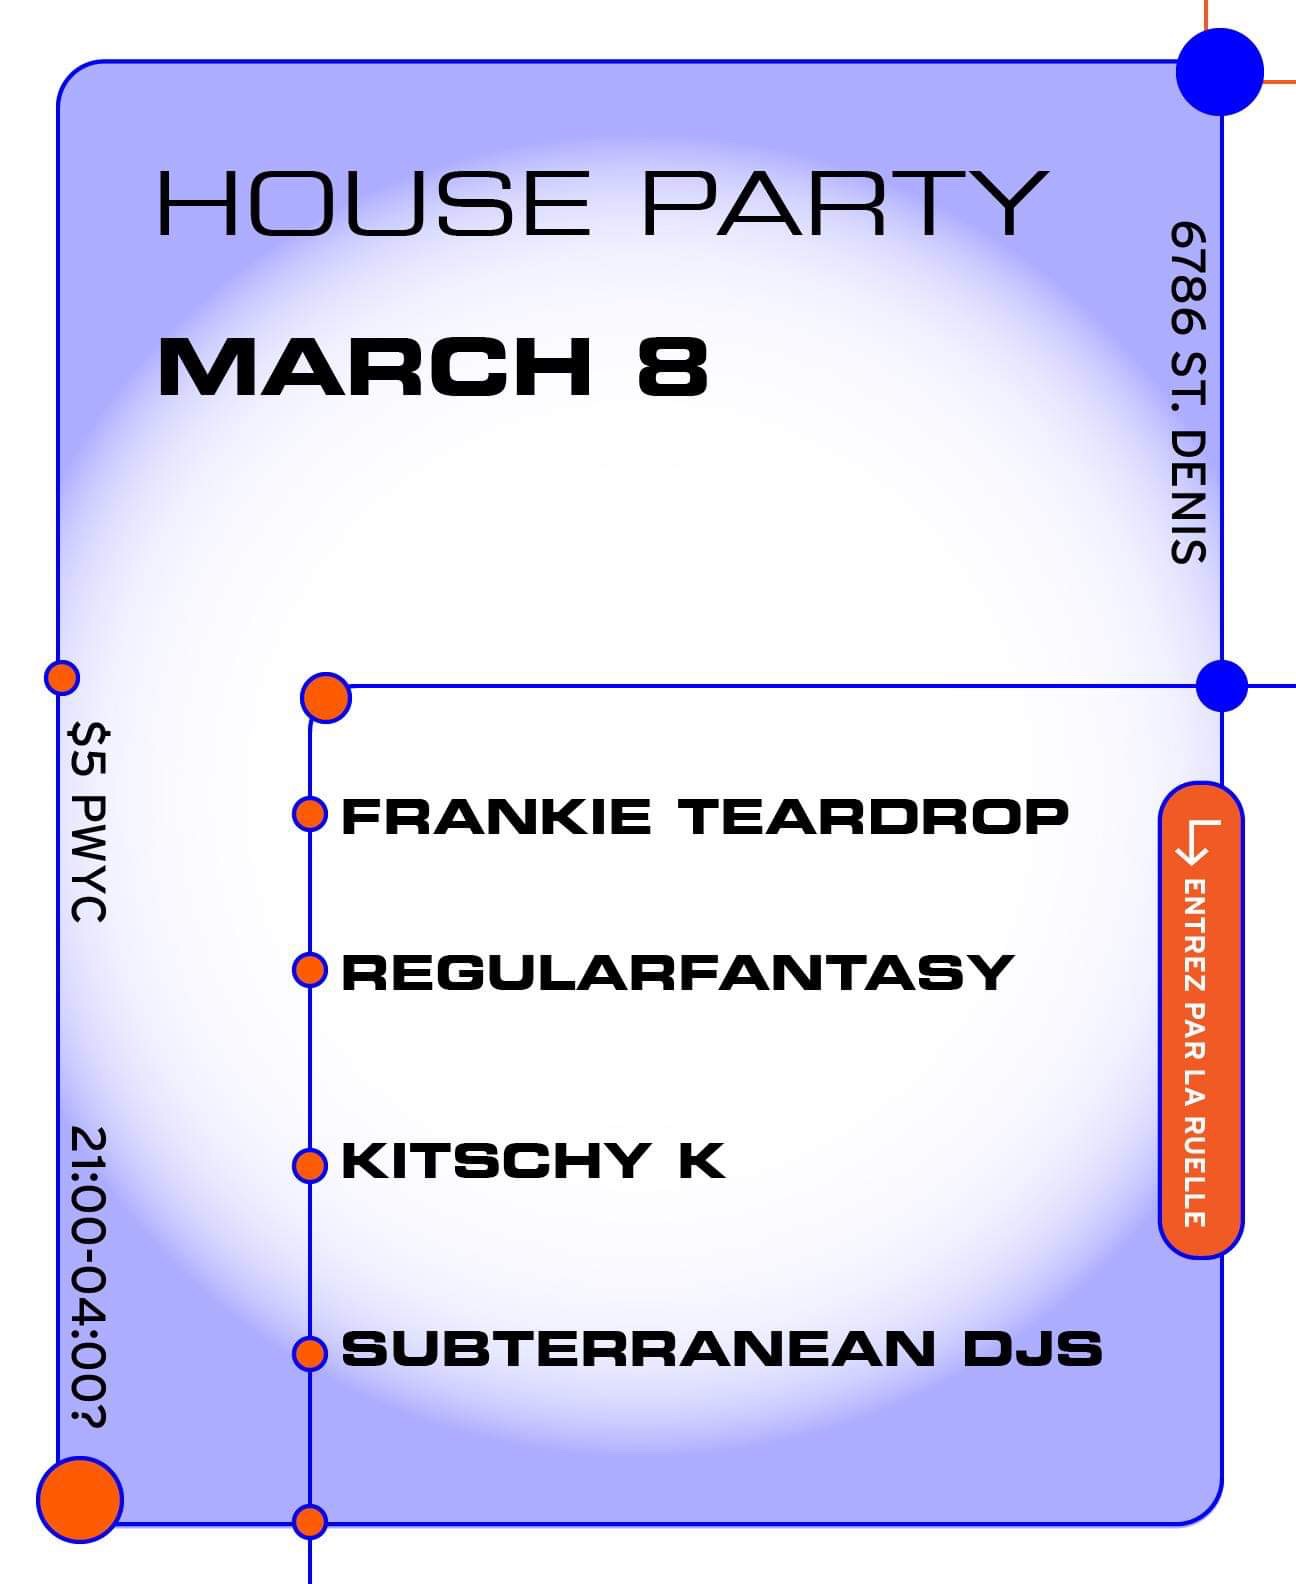 HOUSE PARTY
MARCH 8
6786 ST. DENIS
$5 PWYC
FRANKIE TEARDROP
REGULARFANTASY
KITSCHY K
SUBTERRANEAN DJS
ENTREZ PAR LA RUELLE
21:00-04:00?